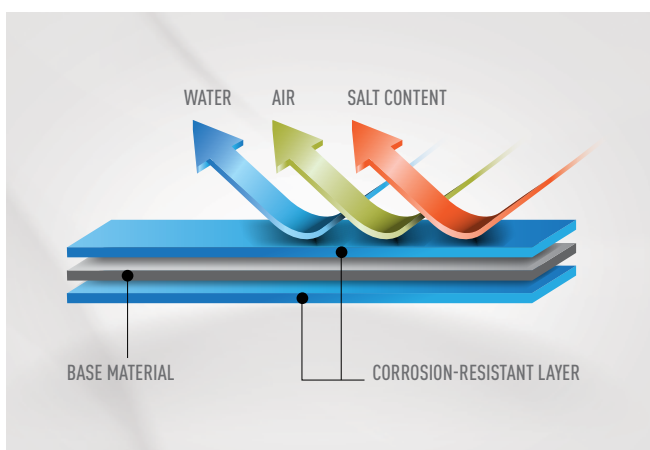 WATER
AIR
SALT CONTENT
BASE MATERIAL
CORROSION-RESISTANT LAYER